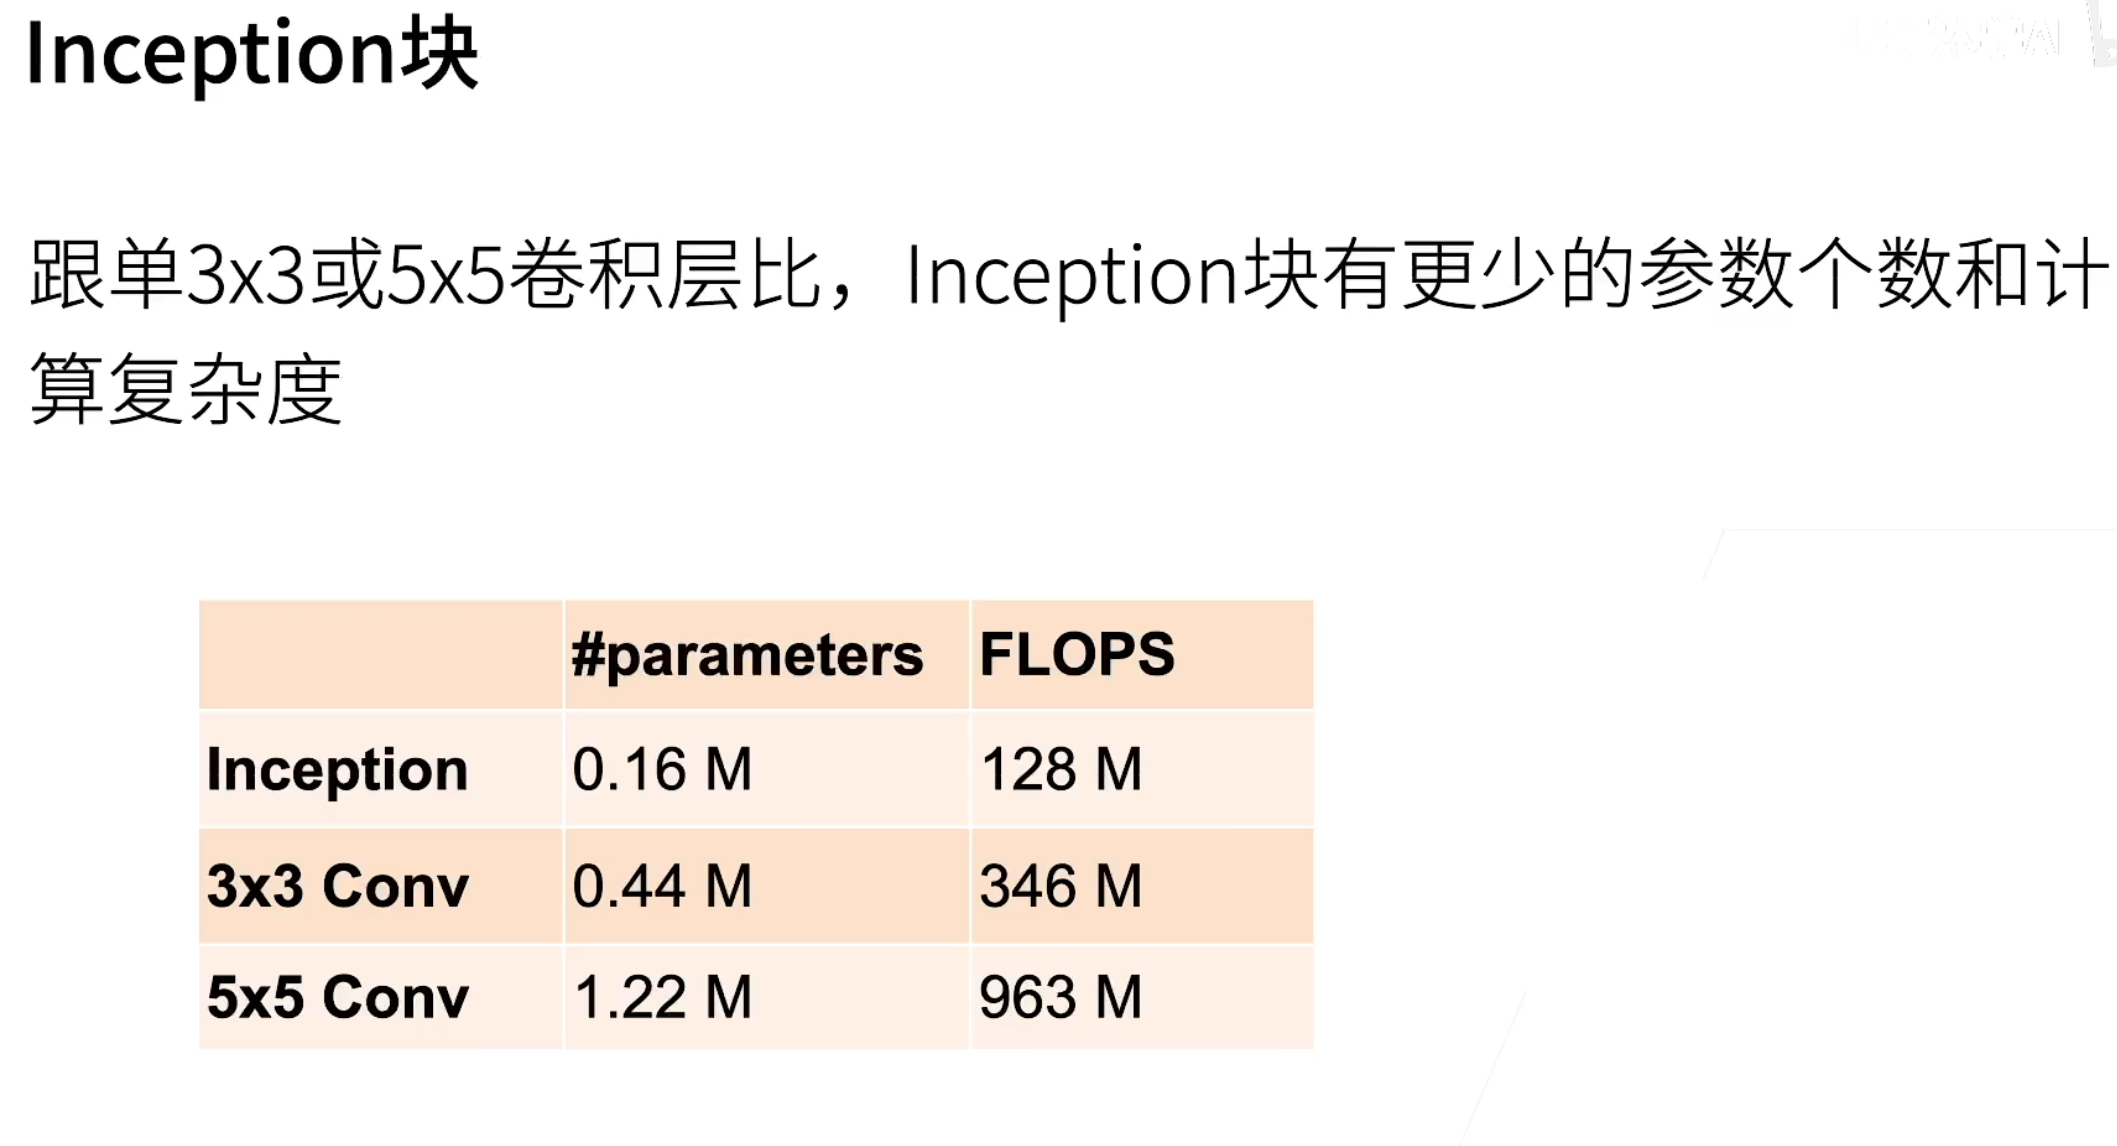 Inception块
跟单3x3或5x5卷积层比，Inception块有更少的参数个数和计
算复杂度
#parameters FLOPS
Inception 0.16 M 128 M
3x3 Conv 0.44 M 346 M
5x5 Conv 1.22 M 963 M